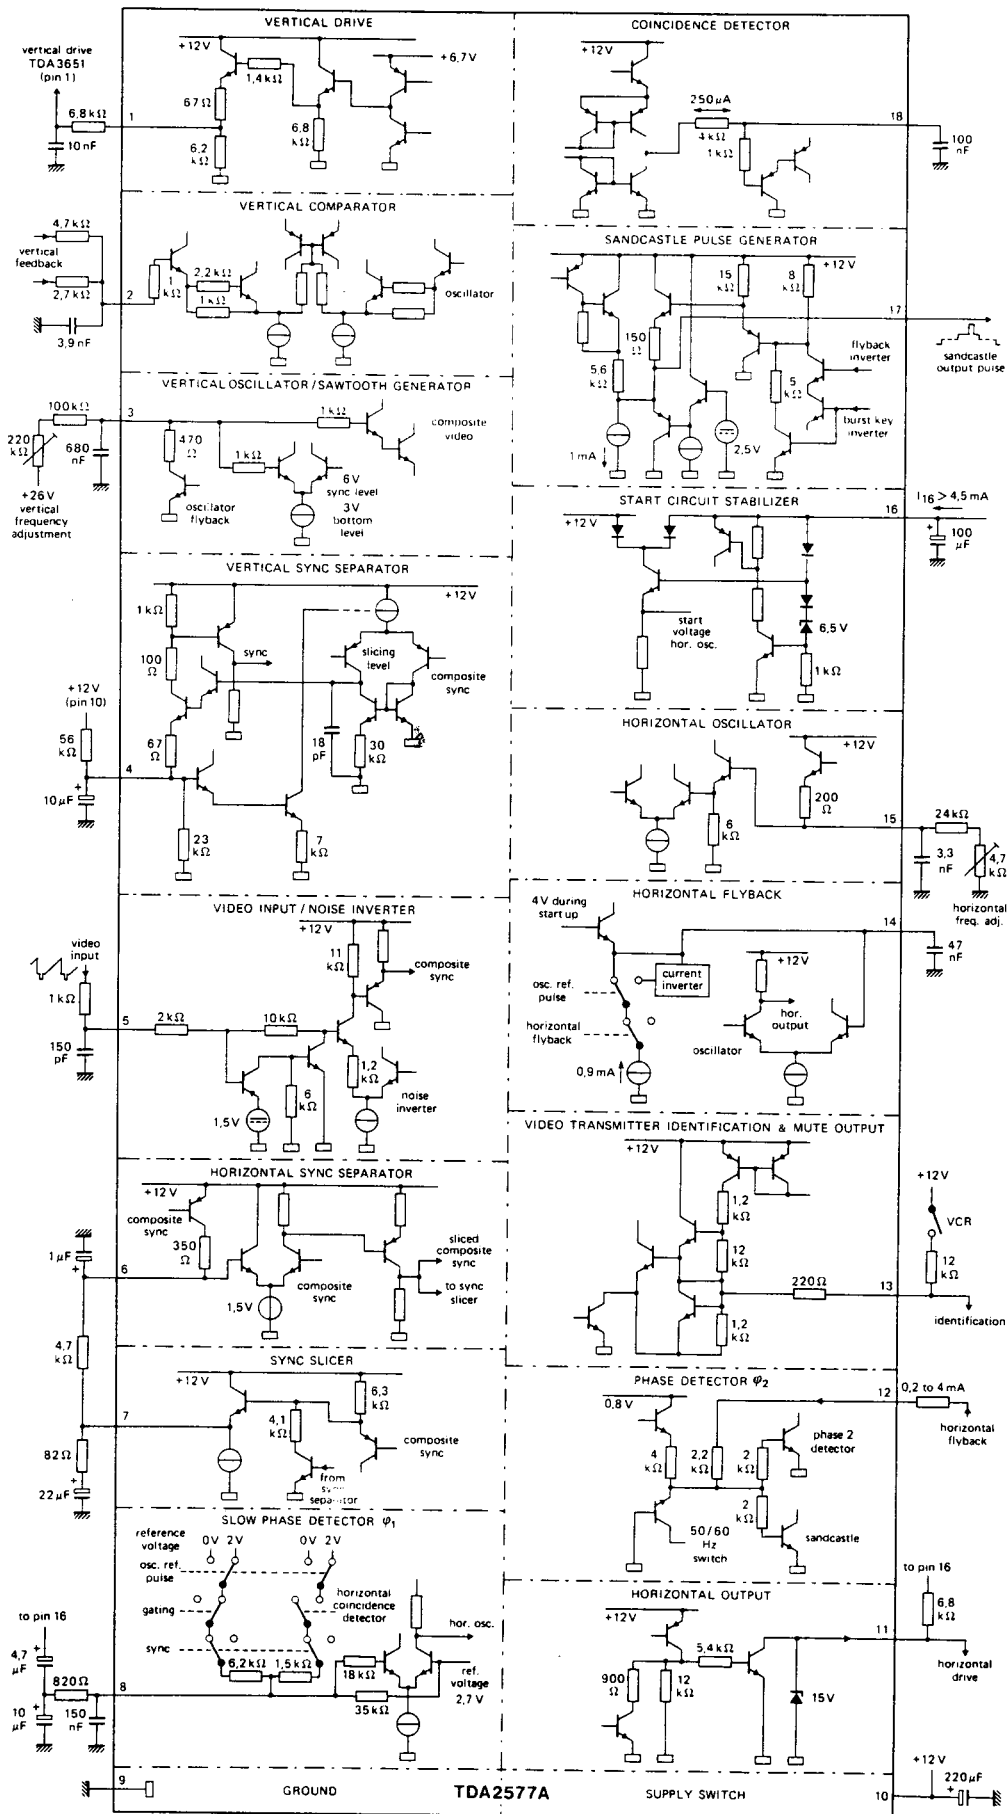 VERTICAL DRIVE
+12V
+6,7V
vertical drive
TDA3651
(pin 1)
6,8 kΩ
10 nF
1
67 Ω
1,4 kΩ
6,2 kΩ
6,8 kΩ
VERTICAL COMPARATOR
4,7 kΩ
vertical feedback
2,7 kΩ
3,9 nF
2
1 kΩ
2,2 kΩ
1 kΩ
oscillator
VERTICAL OSCILLATOR / SAWTOOTH GENERATOR
100 kΩ
220 kΩ
680 nF
+26 V
vertical
frequency
adjustment
3
470 Ω
1 kΩ
1 kΩ
composite
video
oscillator
flyback
6V
sync level
3V
bottom
level
VERTICAL SYNC SEPARATOR
+12V
1 kΩ
100 Ω
sync
slicing
level
composite
sync
+12V
(pin 10)
56 kΩ
67 Ω
18 pF
30 kΩ
4
10 µF
23 kΩ
7 kΩ
VIDEO INPUT / NOISE INVERTER
+12V
video
input
1 kΩ
150 pF
5
2 kΩ
10 kΩ
11 kΩ
composite
sync
1,2 kΩ
6 kΩ
1,5V
noise
inverter
HORIZONTAL SYNC SEPARATOR
+12V
composite
sync
350 Ω
1 µF
6
1,5V
composite
sync
sliced
composite
sync
to sync
slicer
4,7 kΩ
SYNC SLICER
+12V
6,3 kΩ
4,1 kΩ
composite
sync
from
sync
separator
7
82 Ω
22 µF
SLOW PHASE DETECTOR φ1
reference
voltage
0V 2V
0V 2V
osc. ref.
pulse
gating
sync
horizontal
coincidence
detector
hor. osc.
to pin 16
4,7 µF
820 Ω
10 µF
150 nF
8
6,2 kΩ
1,5 kΩ
18 kΩ
35 kΩ
ref.
voltage
2,7 V
9
GROUND
TDA2577A
SUPPLY SWITCH
10
+12V
220 µF
COINCIDENCE DETECTOR
+12V
250 µA
4 kΩ
1 kΩ
18
100 nF
SANDCASTLE PULSE GENERATOR
+12V
15 kΩ
8 kΩ
17
150 Ω
5,6 kΩ
5 kΩ
flyback
inverter
burst key
inverter
1 mA
2,5V
sandcastle
output pulse
START CIRCUIT STABILIZER
+12V
16
I16 > 4,5 mA
100 µF
start
voltage
hor. osc.
6,5 V
1 kΩ
HORIZONTAL OSCILLATOR
+12V
200 Ω
6 kΩ
15
24 kΩ
3,3 nF
4,7 kΩ
horizontal
freq. adj.
HORIZONTAL FLYBACK
4V during
start up
14
47 nF
osc. ref.
pulse
current
inverter
+12V
hor.
output
horizontal
flyback
oscillator
0,9 mA
VIDEO TRANSMITTER IDENTIFICATION & MUTE OUTPUT
+12V
1,2 kΩ
12 kΩ
1,2 kΩ
220 Ω
13
+12V
VCR
12 kΩ
identification
PHASE DETECTOR φ2
0,8V
12
0,2 to 4 mA
horizontal
flyback
4 kΩ
2,2 kΩ
2 kΩ
2 kΩ
phase 2
detector
50/60
Hz
switch
sandcastle
HORIZONTAL OUTPUT
+12V
to pin 16
6,8 kΩ
11
horizontal
drive
5,4 kΩ
900 Ω
12 kΩ
15 V